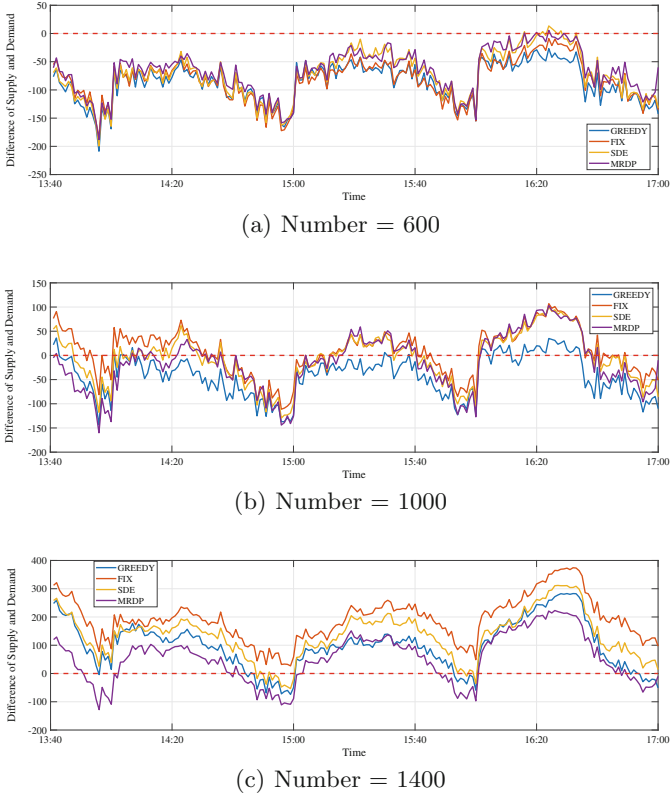 50
0
-50
-100
-150
-200
-250
Difference of Supply and Demand
GREEDY
FIX
SDE
MRDP
13:40 14:20 15:00 15:40 16:20 17:00
Time
(a) Number = 600
150
100
50
0
-50
-100
-150
-200
Difference of Supply and Demand
GREEDY
FIX
SDE
MRDP
13:40 14:20 15:00 15:40 16:20 17:00
Time
(b) Number = 1000
400
300
200
100
0
-100
-200
Difference of Supply and Demand
GREEDY
FIX
SDE
MRDP
13:40 14:20 15:00 15:40 16:20 17:00
Time
(c) Number = 1400